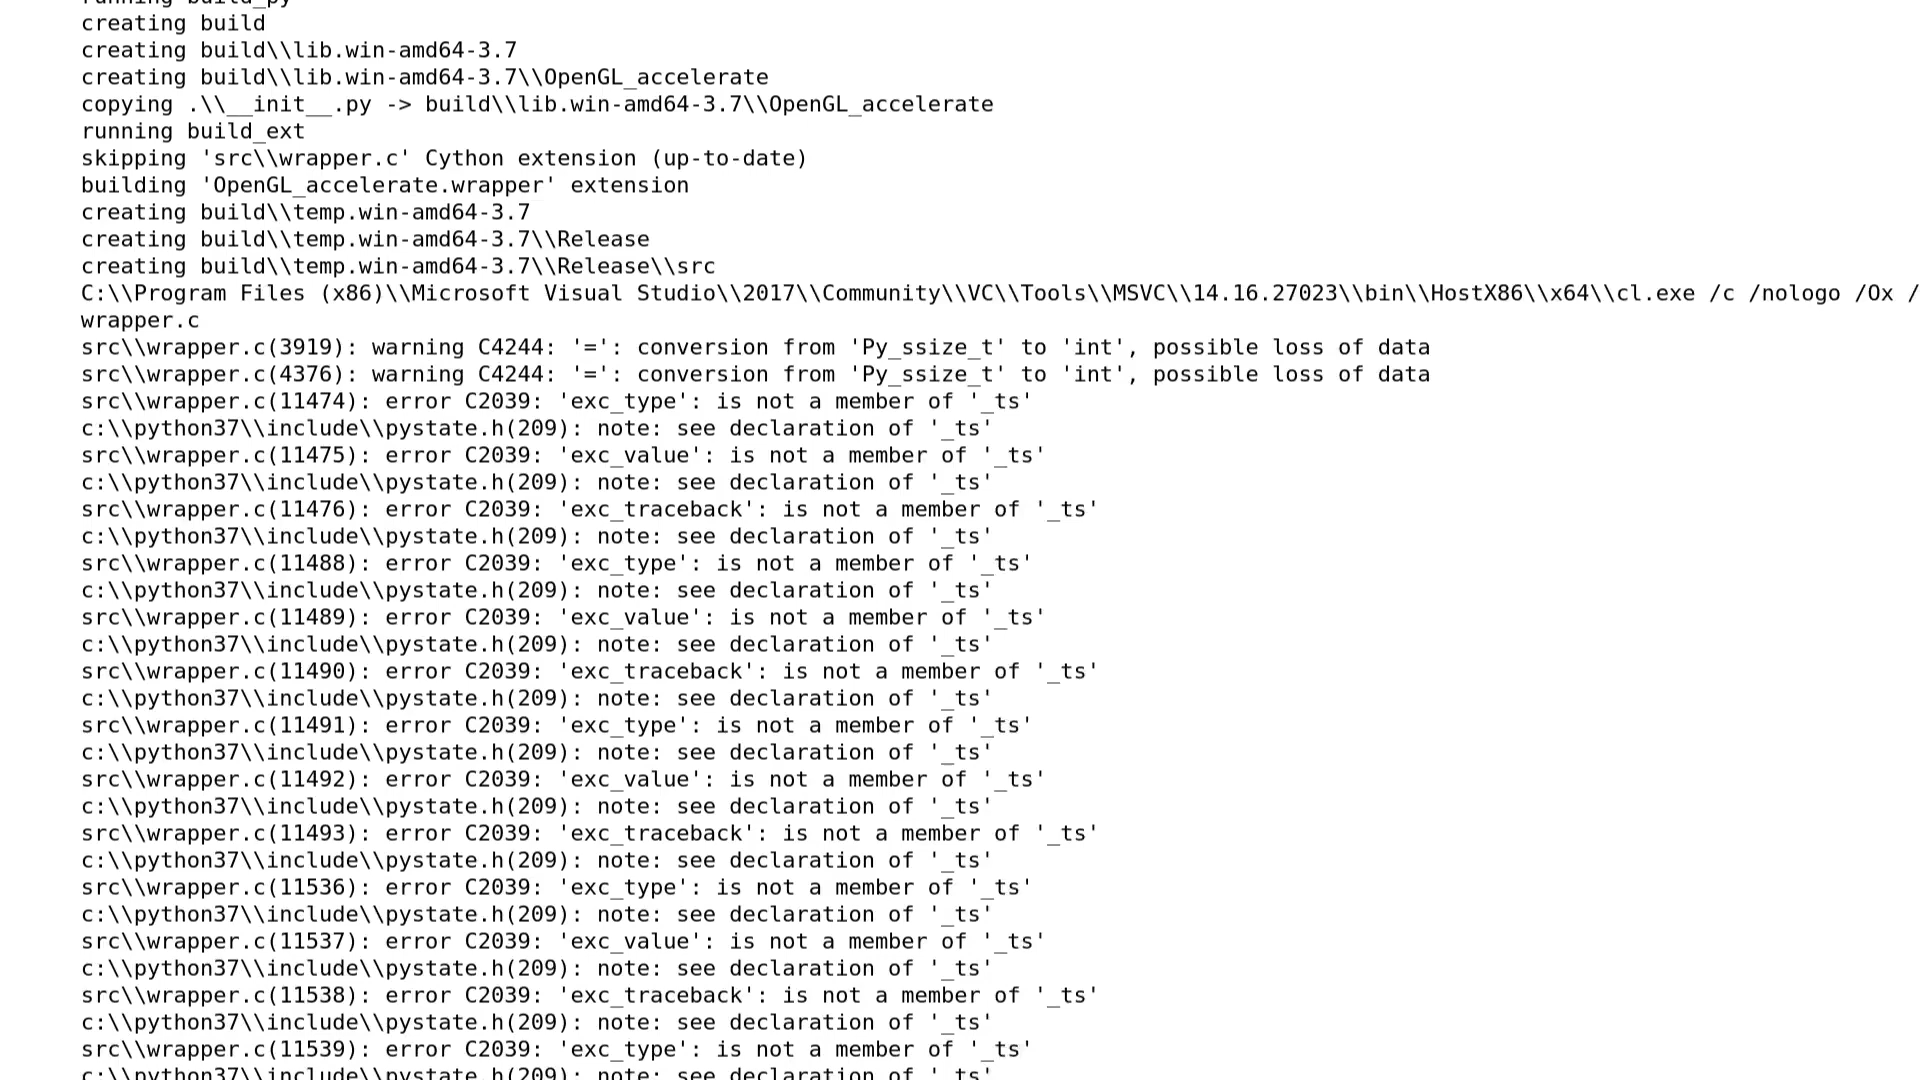 running build_py
creating build
creating build\\lib.win-amd64-3.7
creating build\\lib.win-amd64-3.7\\OpenGL_accelerate
copying .\\__init__.py -> build\\lib.win-amd64-3.7\\OpenGL_accelerate
running build_ext
skipping 'src\\wrapper.c' Cython extension (up-to-date)
building 'OpenGL_accelerate.wrapper' extension
creating build\\temp.win-amd64-3.7
creating build\\temp.win-amd64-3.7\\Release
creating build\\temp.win-amd64-3.7\\Release\\src
C:\\Program Files (x86)\\Microsoft Visual Studio\\2017\\Community\\VC\\Tools\\MSVC\\14.16.27023\\bin\\HostX86\\x64\\cl.exe /c /nologo /Ox /
wrapper.c
src\\wrapper.c(3919): warning C4244: '=': conversion from 'Py_ssize_t' to 'int', possible loss of data
src\\wrapper.c(4376): warning C4244: '=': conversion from 'Py_ssize_t' to 'int', possible loss of data
src\\wrapper.c(11474): error C2039: 'exc_type': is not a member of '_ts'
c:\\python37\\include\\pystate.h(209): note: see declaration of '_ts'
src\\wrapper.c(11475): error C2039: 'exc_value': is not a member of '_ts'
c:\\python37\\include\\pystate.h(209): note: see declaration of '_ts'
src\\wrapper.c(11476): error C2039: 'exc_traceback': is not a member of '_ts'
c:\\python37\\include\\pystate.h(209): note: see declaration of '_ts'
src\\wrapper.c(11488): error C2039: 'exc_type': is not a member of '_ts'
c:\\python37\\include\\pystate.h(209): note: see declaration of '_ts'
src\\wrapper.c(11489): error C2039: 'exc_value': is not a member of '_ts'
c:\\python37\\include\\pystate.h(209): note: see declaration of '_ts'
src\\wrapper.c(11490): error C2039: 'exc_traceback': is not a member of '_ts'
c:\\python37\\include\\pystate.h(209): note: see declaration of '_ts'
src\\wrapper.c(11491): error C2039: 'exc_type': is not a member of '_ts'
c:\\python37\\include\\pystate.h(209): note: see declaration of '_ts'
src\\wrapper.c(11492): error C2039: 'exc_value': is not a member of '_ts'
c:\\python37\\include\\pystate.h(209): note: see declaration of '_ts'
src\\wrapper.c(11493): error C2039: 'exc_traceback': is not a member of '_ts'
c:\\python37\\include\\pystate.h(209): note: see declaration of '_ts'
src\\wrapper.c(11536): error C2039: 'exc_type': is not a member of '_ts'
c:\\python37\\include\\pystate.h(209): note: see declaration of '_ts'
src\\wrapper.c(11537): error C2039: 'exc_value': is not a member of '_ts'
c:\\python37\\include\\pystate.h(209): note: see declaration of '_ts'
src\\wrapper.c(11538): error C2039: 'exc_traceback': is not a member of '_ts'
c:\\python37\\include\\pystate.h(209): note: see declaration of '_ts'
src\\wrapper.c(11539): error C2039: 'exc_type': is not a member of '_ts'
c:\\python37\\include\\pystate.h(209): note: see declaration of '_ts'